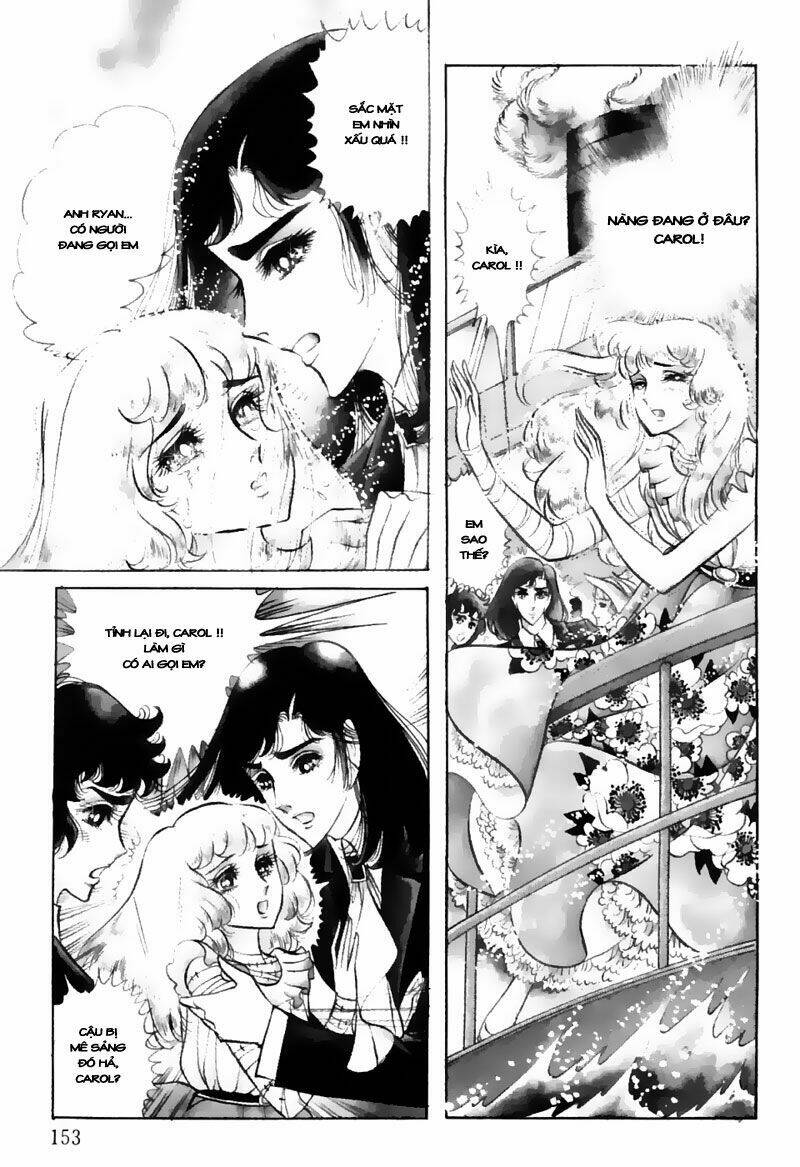 NÀNG ĐANG Ở ĐÂU?
CAROL!
KÌA,
CAROL !!
EM
SAO
THẾ?
SẮC MẶT
EM NHÌN
XẤU QUÁ !!
ANH RYAN...
CÓ NGƯỜI
ĐANG GỌI EM
TỈNH LẠI ĐI, CAROL !!
LÀM GÌ
CÓ AI GỌI EM?
CẬU BỊ
MÊ SẢNG
ĐÓ HẢ,
CAROL?
153